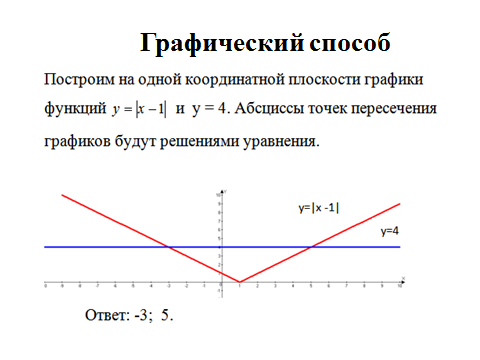 Графический способ
Построим на одной координатной плоскости графики
функций y = |x − 1| и y = 4. Абсциссы точек пересечения
графиков будут решениями уравнения.
y=|x -1|
y=4
Ответ: -3; 5.